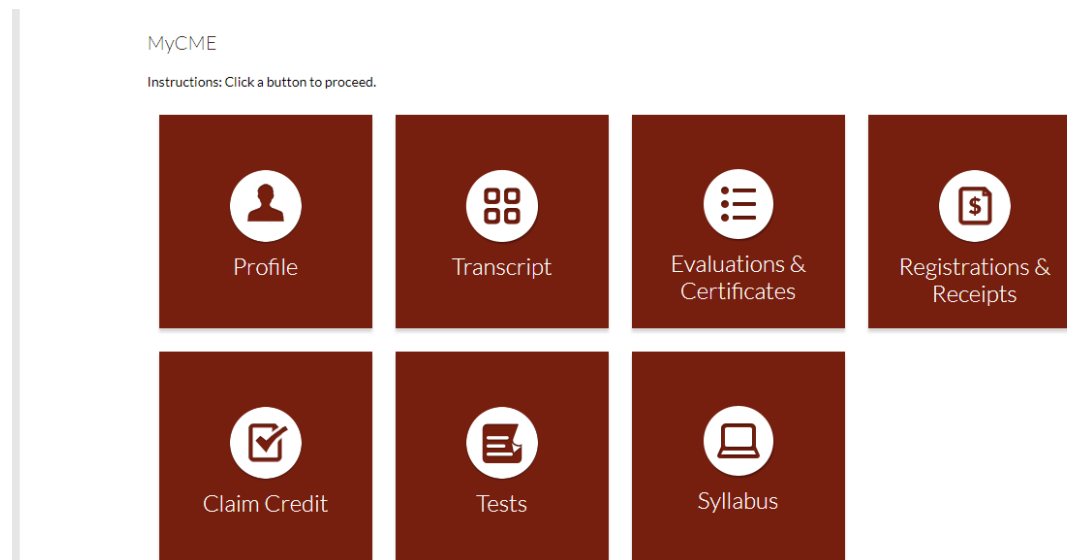 MyCME
Instructions: Click a button to proceed.
Profile
Transcript
Evaluations &
Certificates
$
Registrations &
Receipts
Claim Credit
Tests
Syllabus